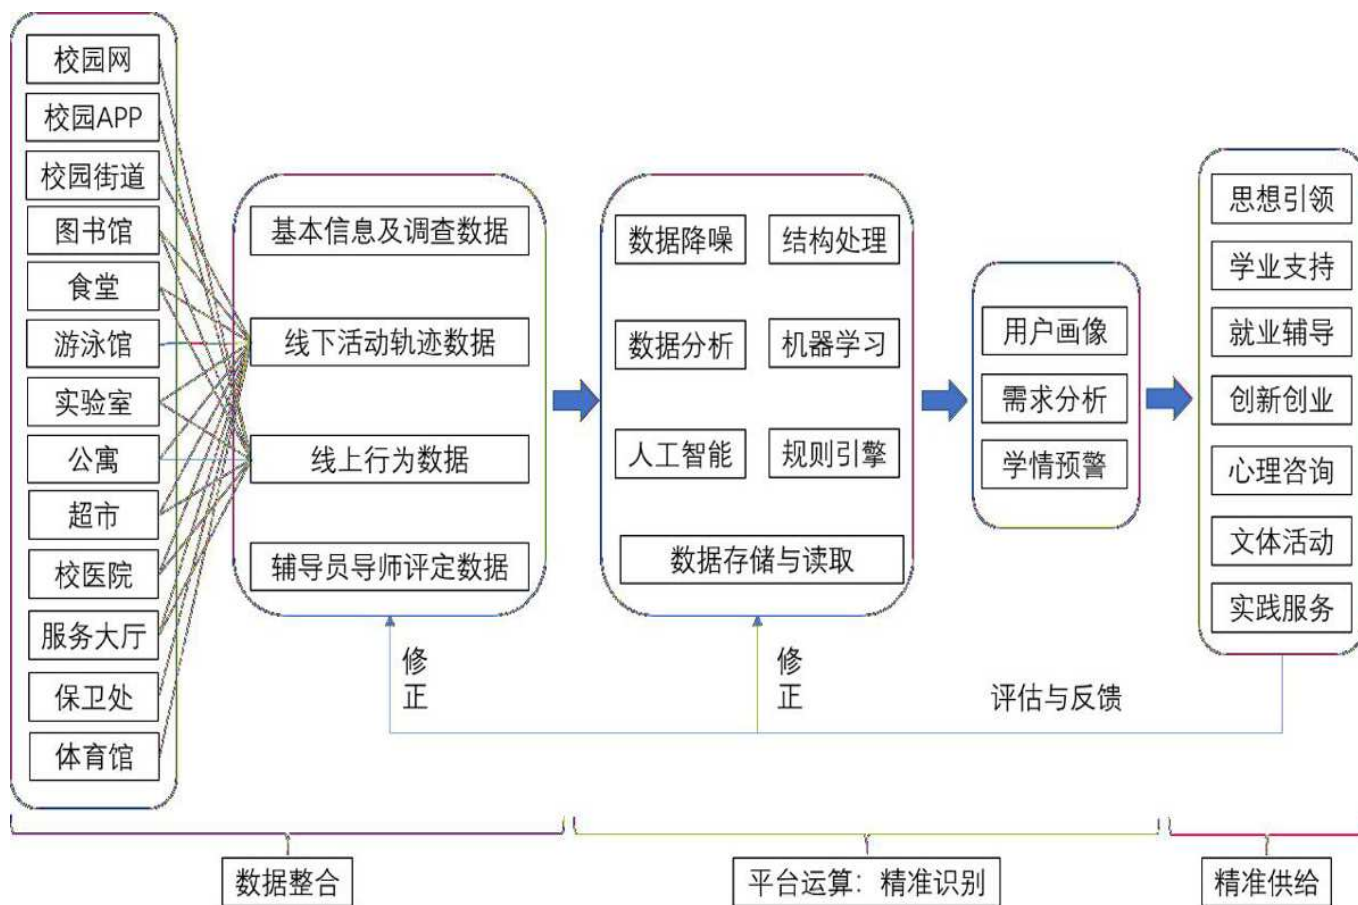 校园网
校园APP
校园街道
图书馆
食堂
游泳馆
实验室
公寓
超市
校医院
服务大厅
保卫处
体育馆
基本信息及调查数据
线下活动轨迹数据
线上行为数据
辅导员导师评定数据
数据降噪
结构处理
数据分析
机器学习
人工智能
规则引擎
数据存储与读取
用户画像
需求分析
学情预警
思想引领
学业支持
就业辅导
创新创业
心理咨询
文体活动
实践服务
修
正
修
正
评估与反馈
数据整合
平台运算：精准识别
精准供给